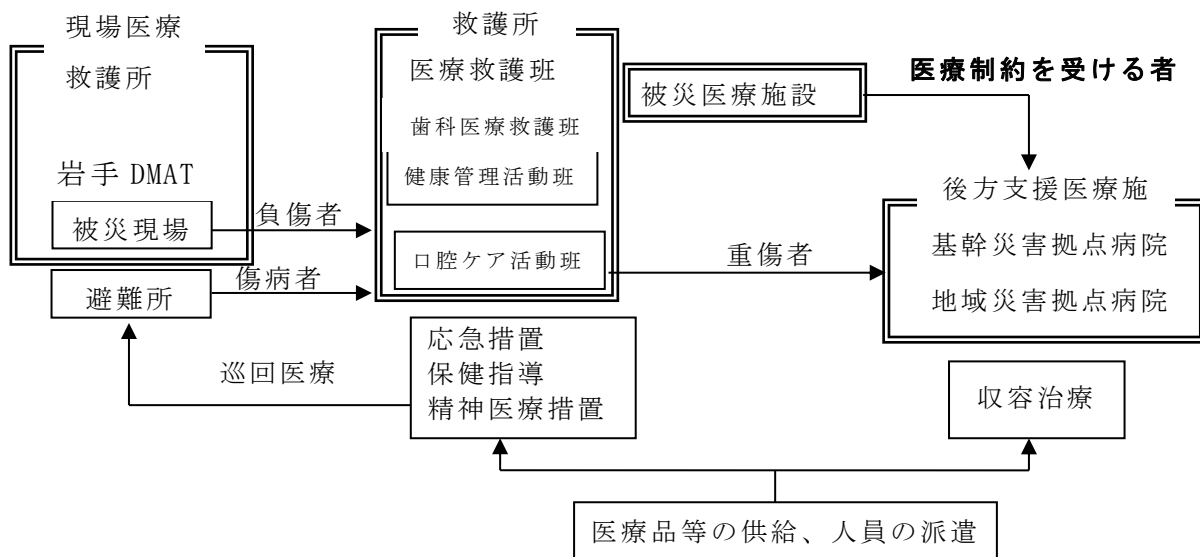 現場医療
救護所
岩手 DMAT
被災現場
避難所
負傷者
傷病者
巡回医療
救護所
医療救護班
歯科医療救護班
健康管理活動班
口腔ケア活動班
応急措置
保健指導
精神医療措置
被災医療施設
医療制約を受ける者
重傷者
後方支援医療施
基幹災害拠点病院
地域災害拠点病院
収容治療
医療品等の供給、人員の派遣